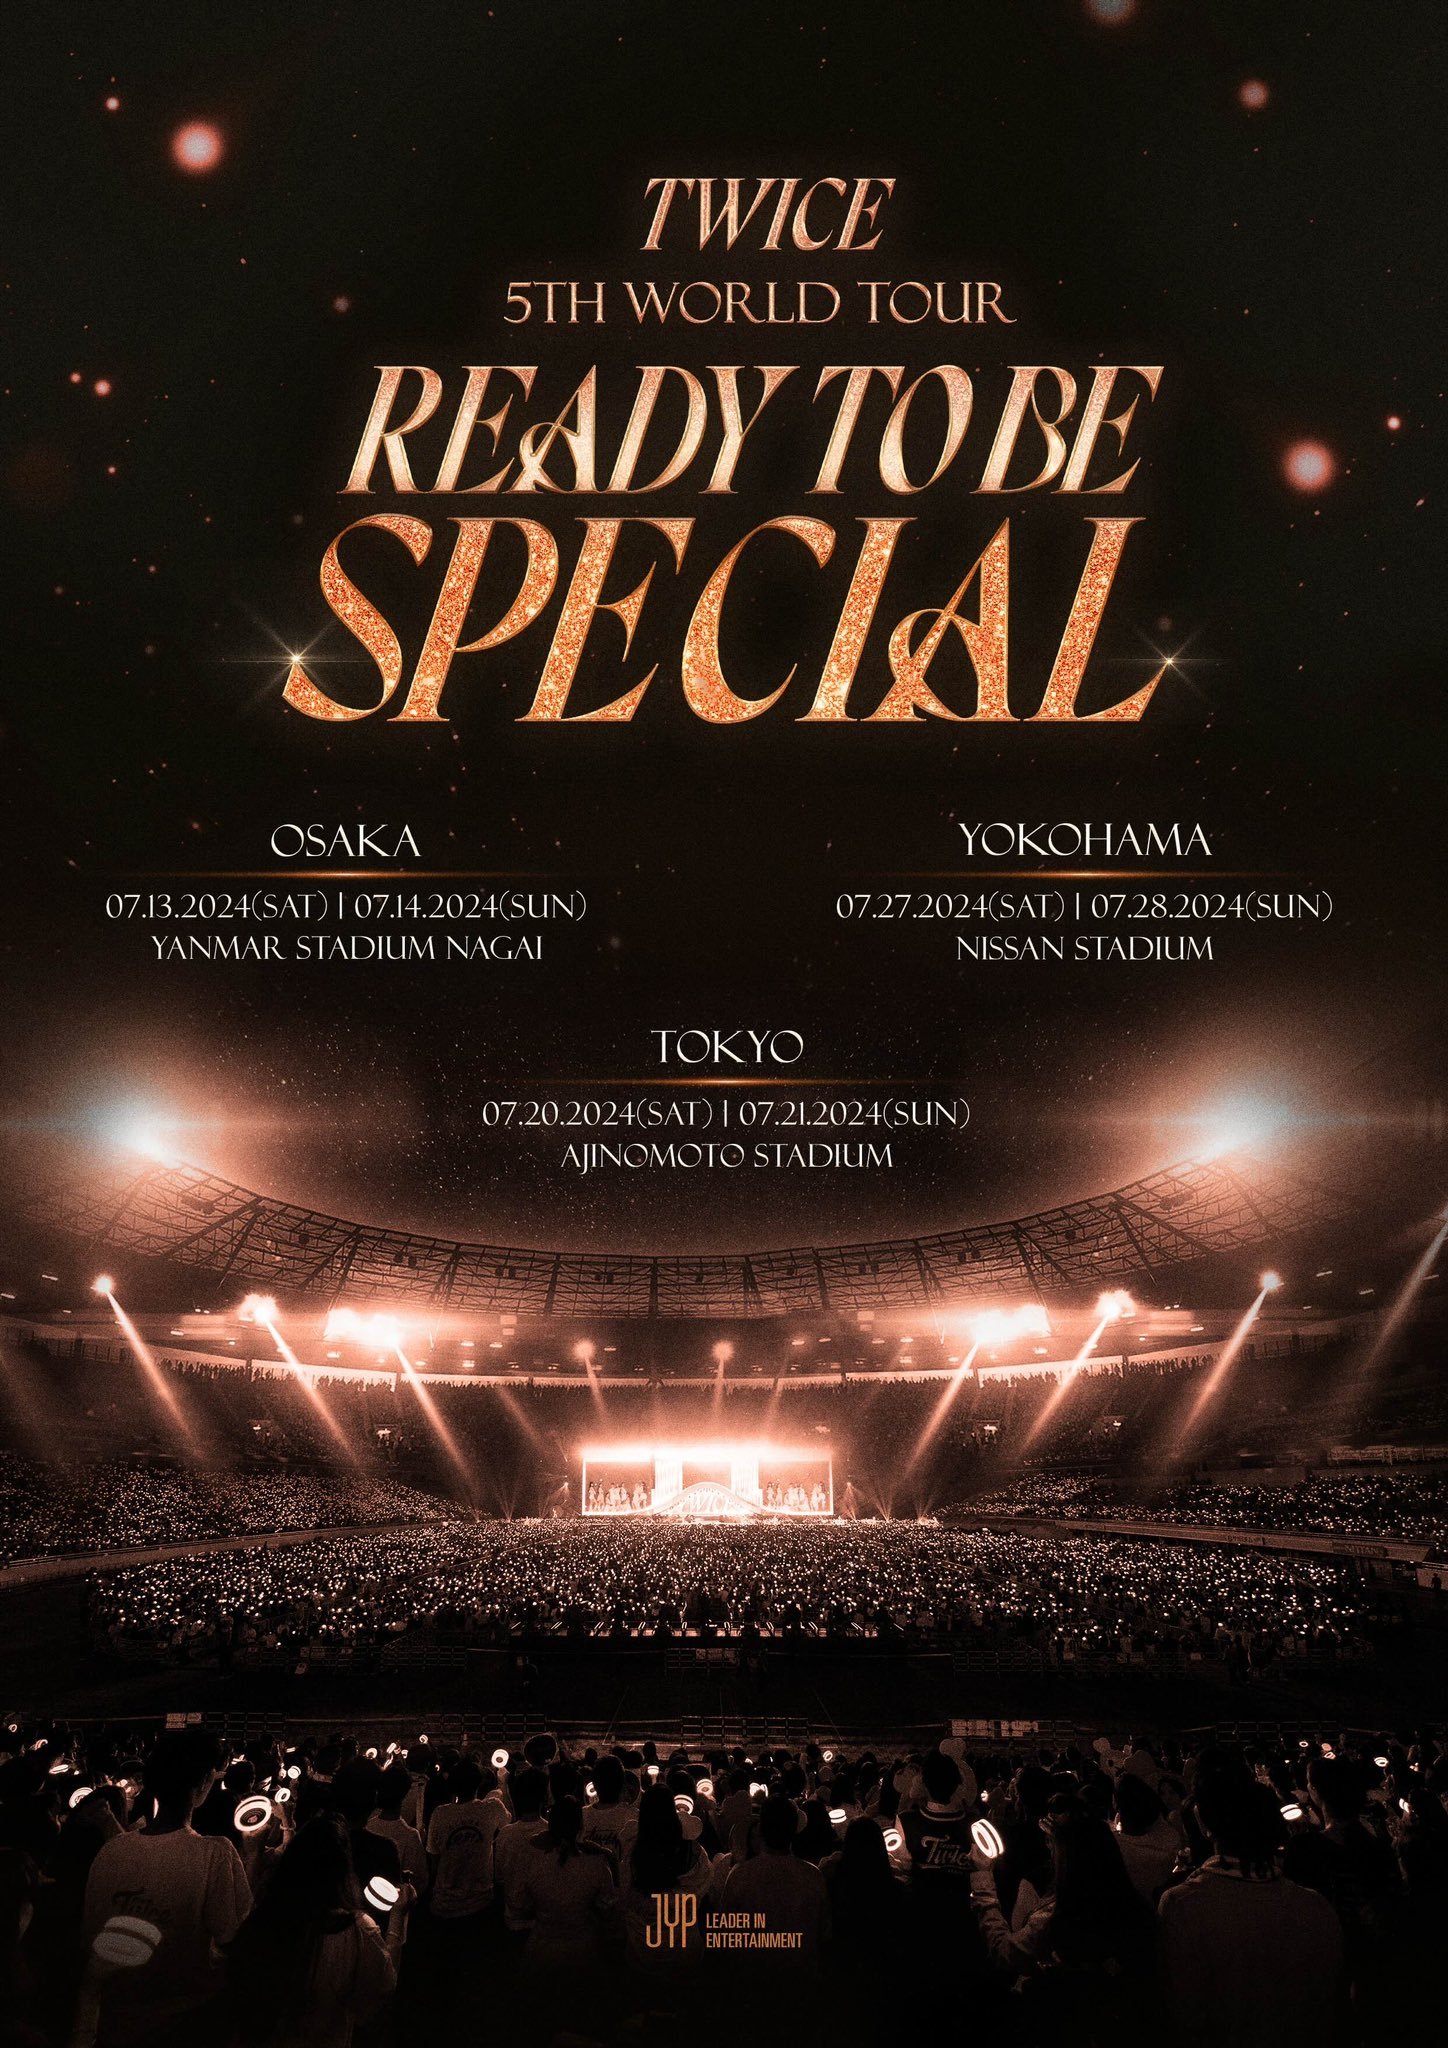 TWICE
5TH WORLD TOUR
READY TO BE
SPECIAL
OSAKA
07.13.2024(SAT) | 07.14.2024(SUN)
YANMAR STADIUM NAGAI
YOKOHAMA
07.27.2024(SAT) | 07.28.2024(SUN)
NISSAN STADIUM
TOKYO
07.20.2024(SAT) | 07.21.2024(SUN)
AJINOMOTO STADIUM
TWICE
Twice
JYP LEADER IN
ENTERTAINMENT